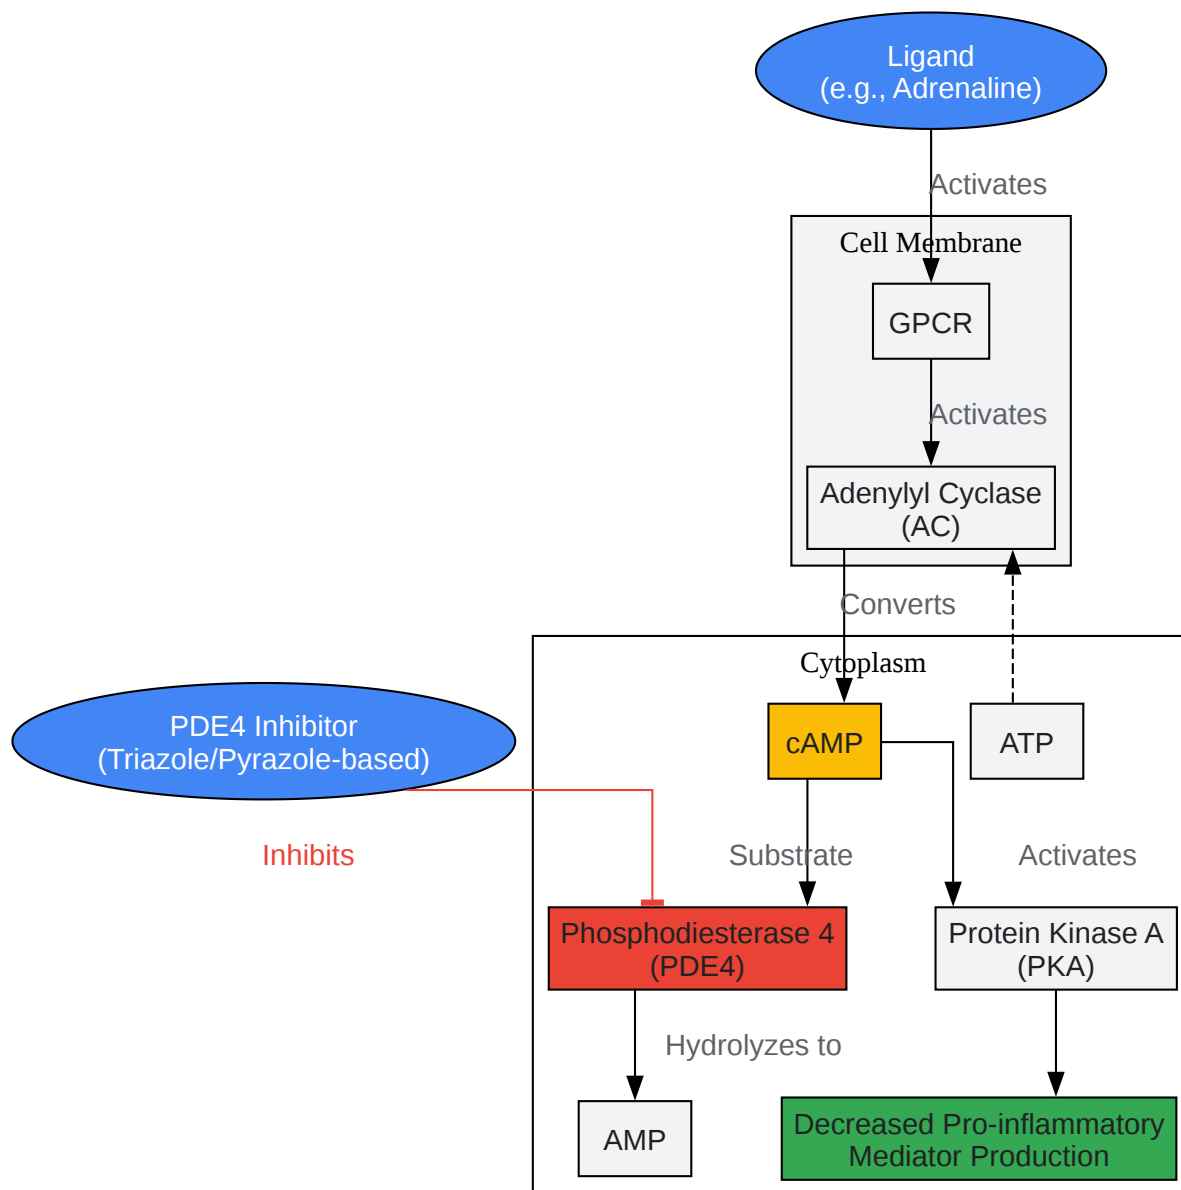 Ligand
(e.g., Adrenaline)
Activates
Cell Membrane
GPCR
Activates
Adenylyl Cyclase
(AC)
Converts
Cytoplasm
PDE4 Inhibitor
(Triazole/Pyrazole-based)
cAMP
ATP
Inhibits
Substrate
Activates
Phosphodiesterase 4
(PDE4)
Protein Kinase A
(PKA)
Hydrolyzes to
AMP
Decreased Pro-inflammatory
Mediator Production